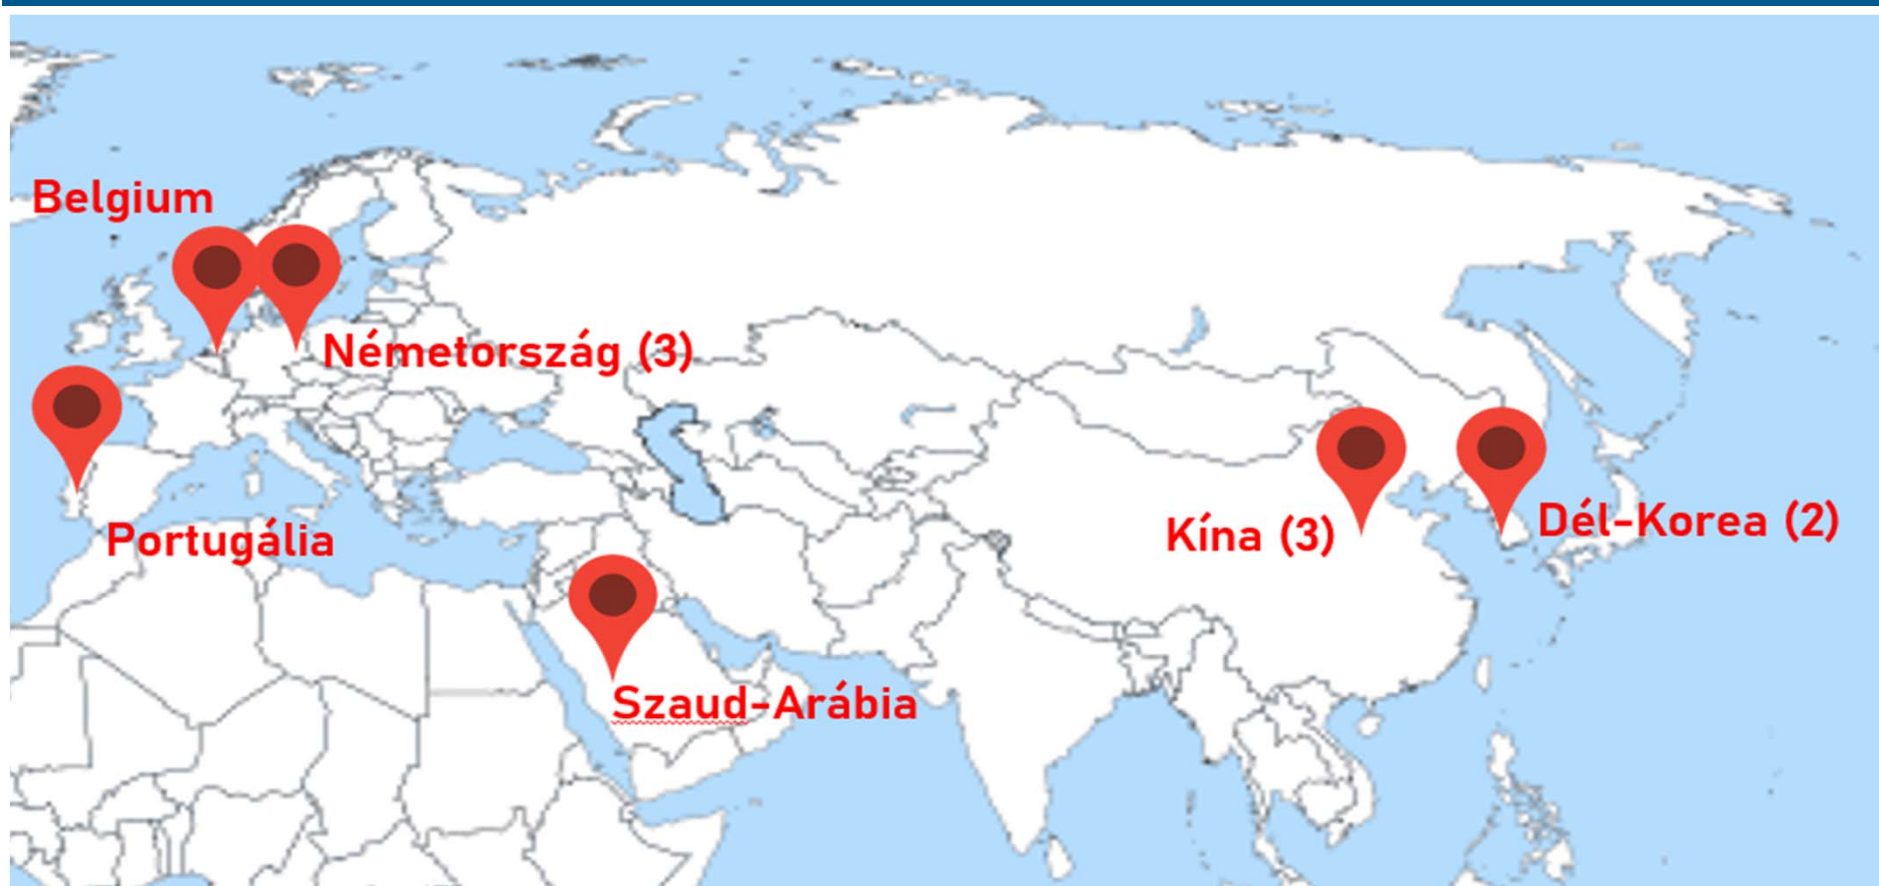 Belgium
Németország (3)
Portugália
Kína (3)
Dél-Korea (2)
Szaud-Arábia